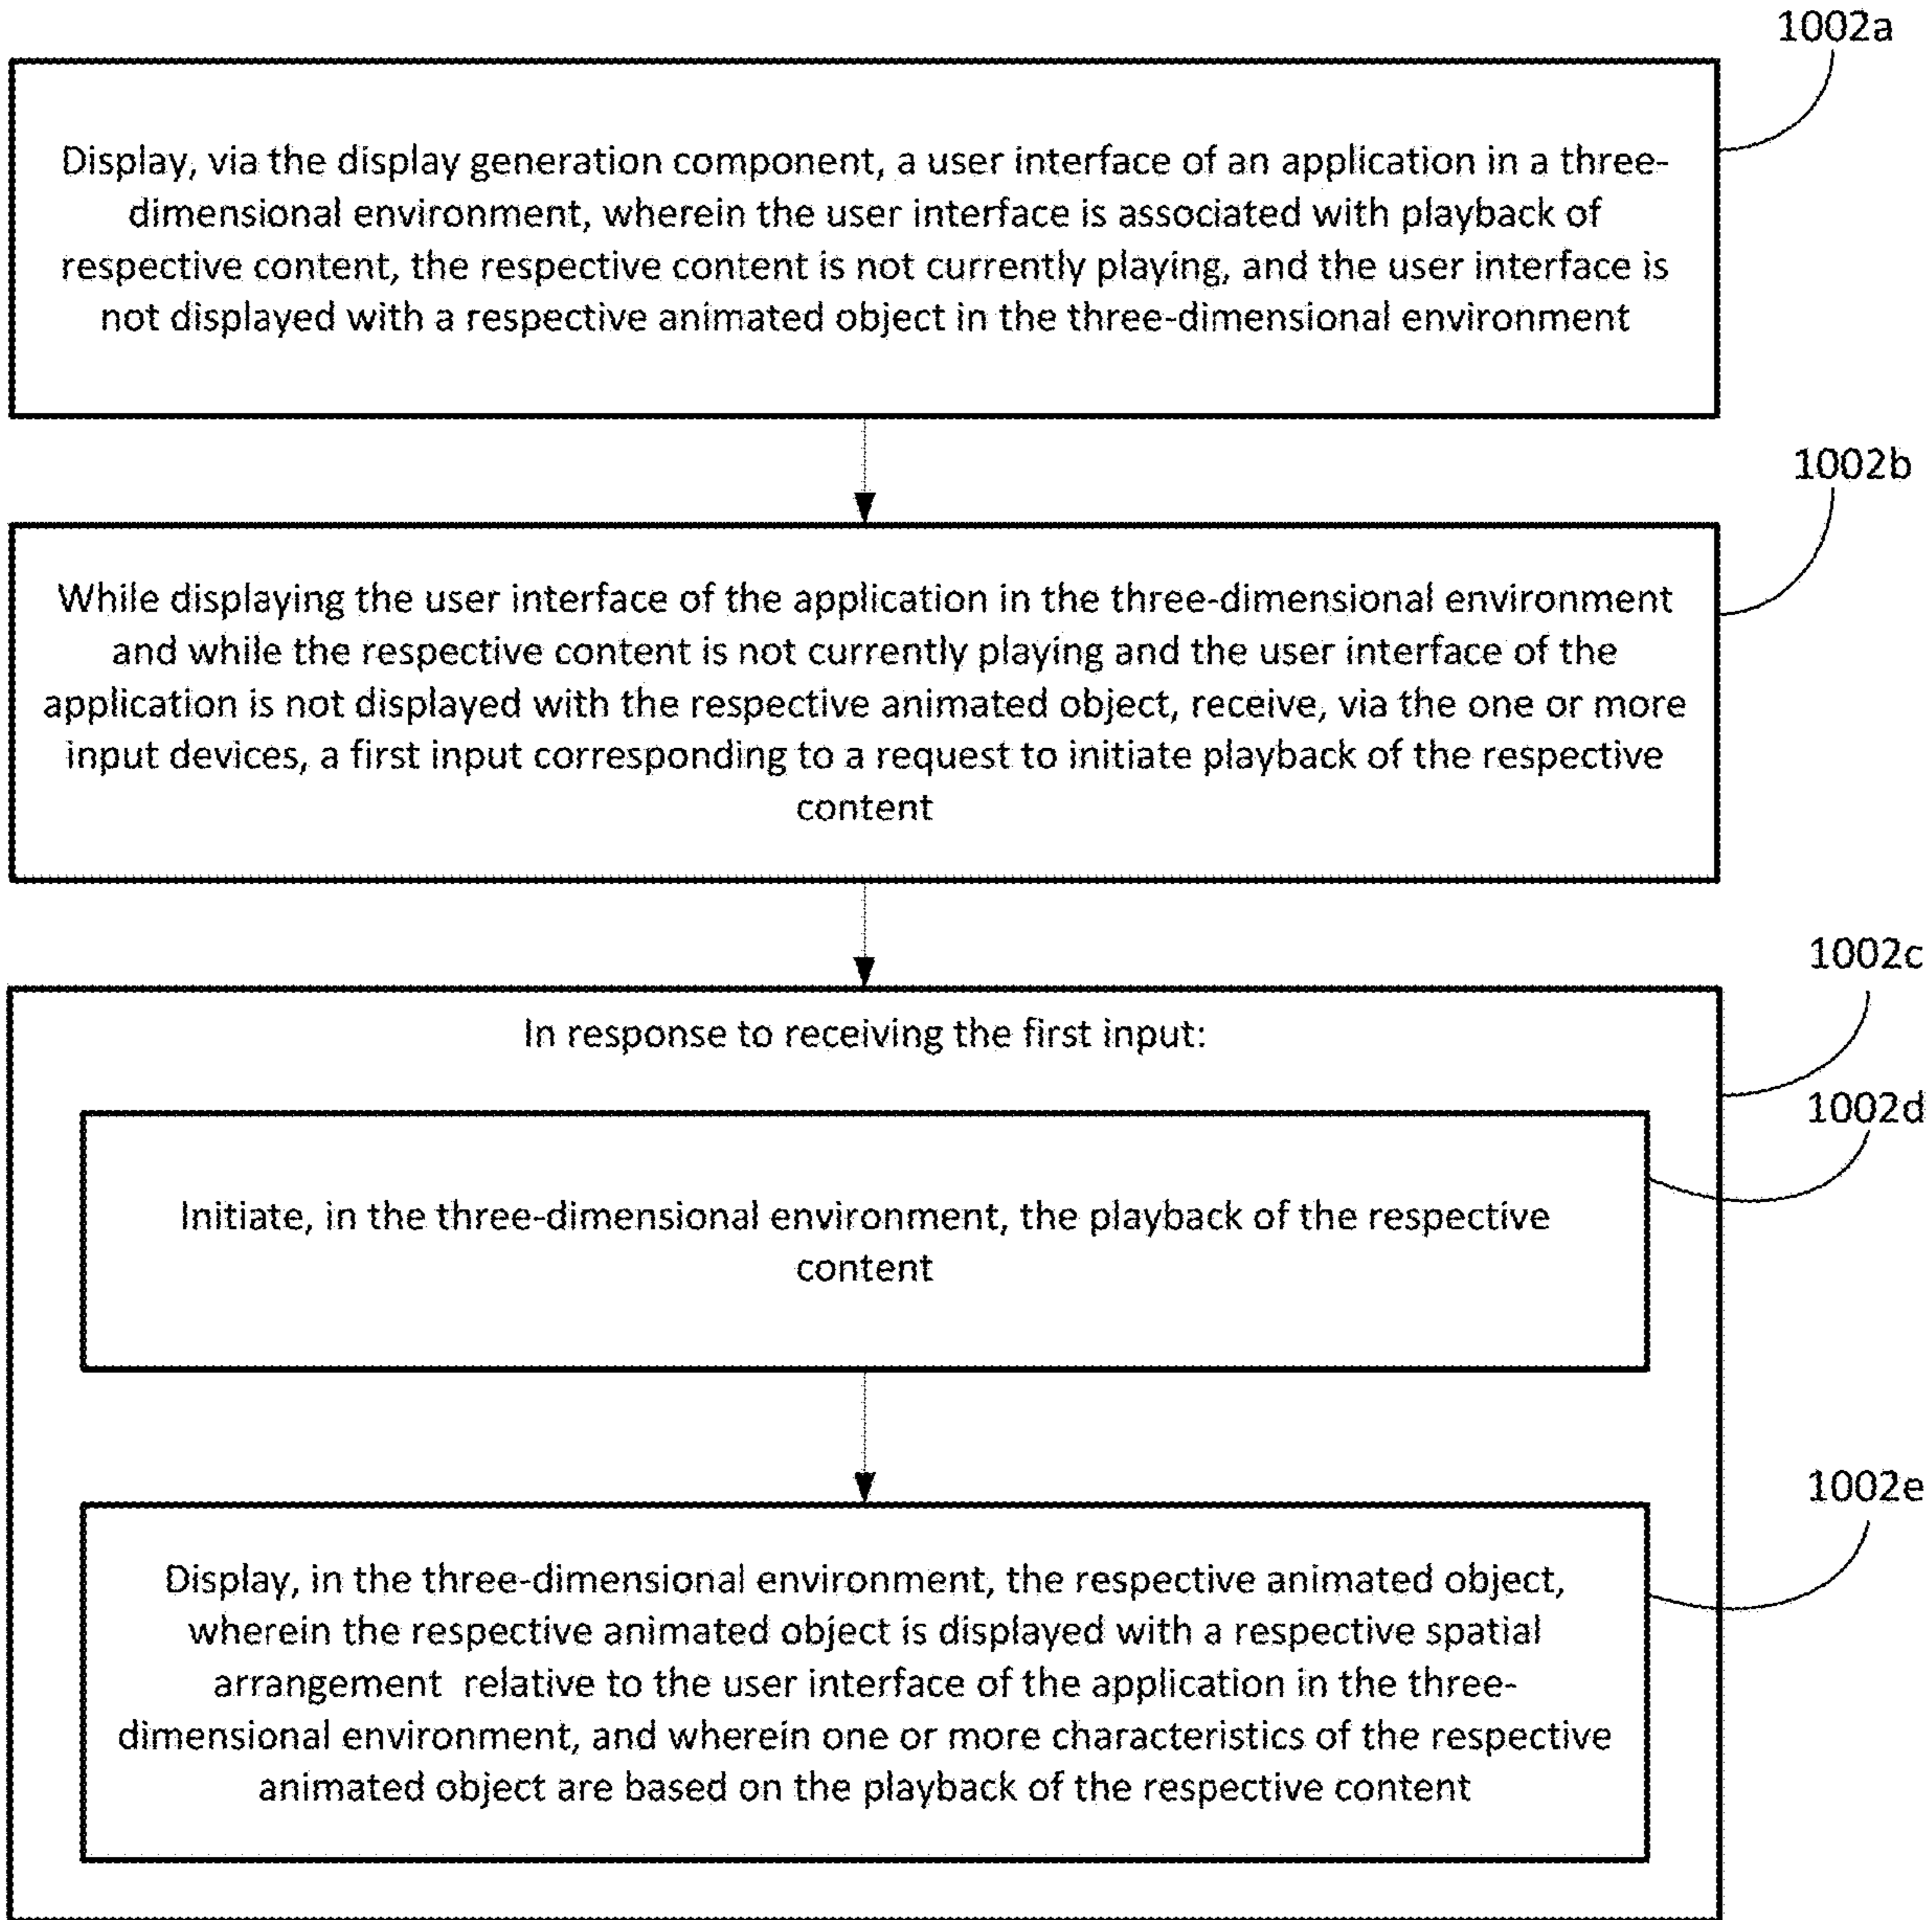 1002a
Display, via the display generation component, a user interface of an application in a three-
dimensional environment, wherein the user interface is associated with playback of
respective content, the respective content is not currently playing, and the user interface is
not displayed with a respective animated object in the three-dimensional environment
1002b
While displaying the user interface of the application in the three-dimensional environment
and while the respective content is not currently playing and the user interface of the
application is not displayed with the respective animated object, receive, via the one or more
input devices, a first input corresponding to a request to initiate playback of the respective
content
1002c
In response to receiving the first input:
1002d
Initiate, in the three-dimensional environment, the playback of the respective
content
1002e
Display, in the three-dimensional environment, the respective animated object,
wherein the respective animated object is displayed with a respective spatial
arrangement relative to the user interface of the application in the three-
dimensional environment, and wherein one or more characteristics of the respective
animated object are based on the playback of the respective content